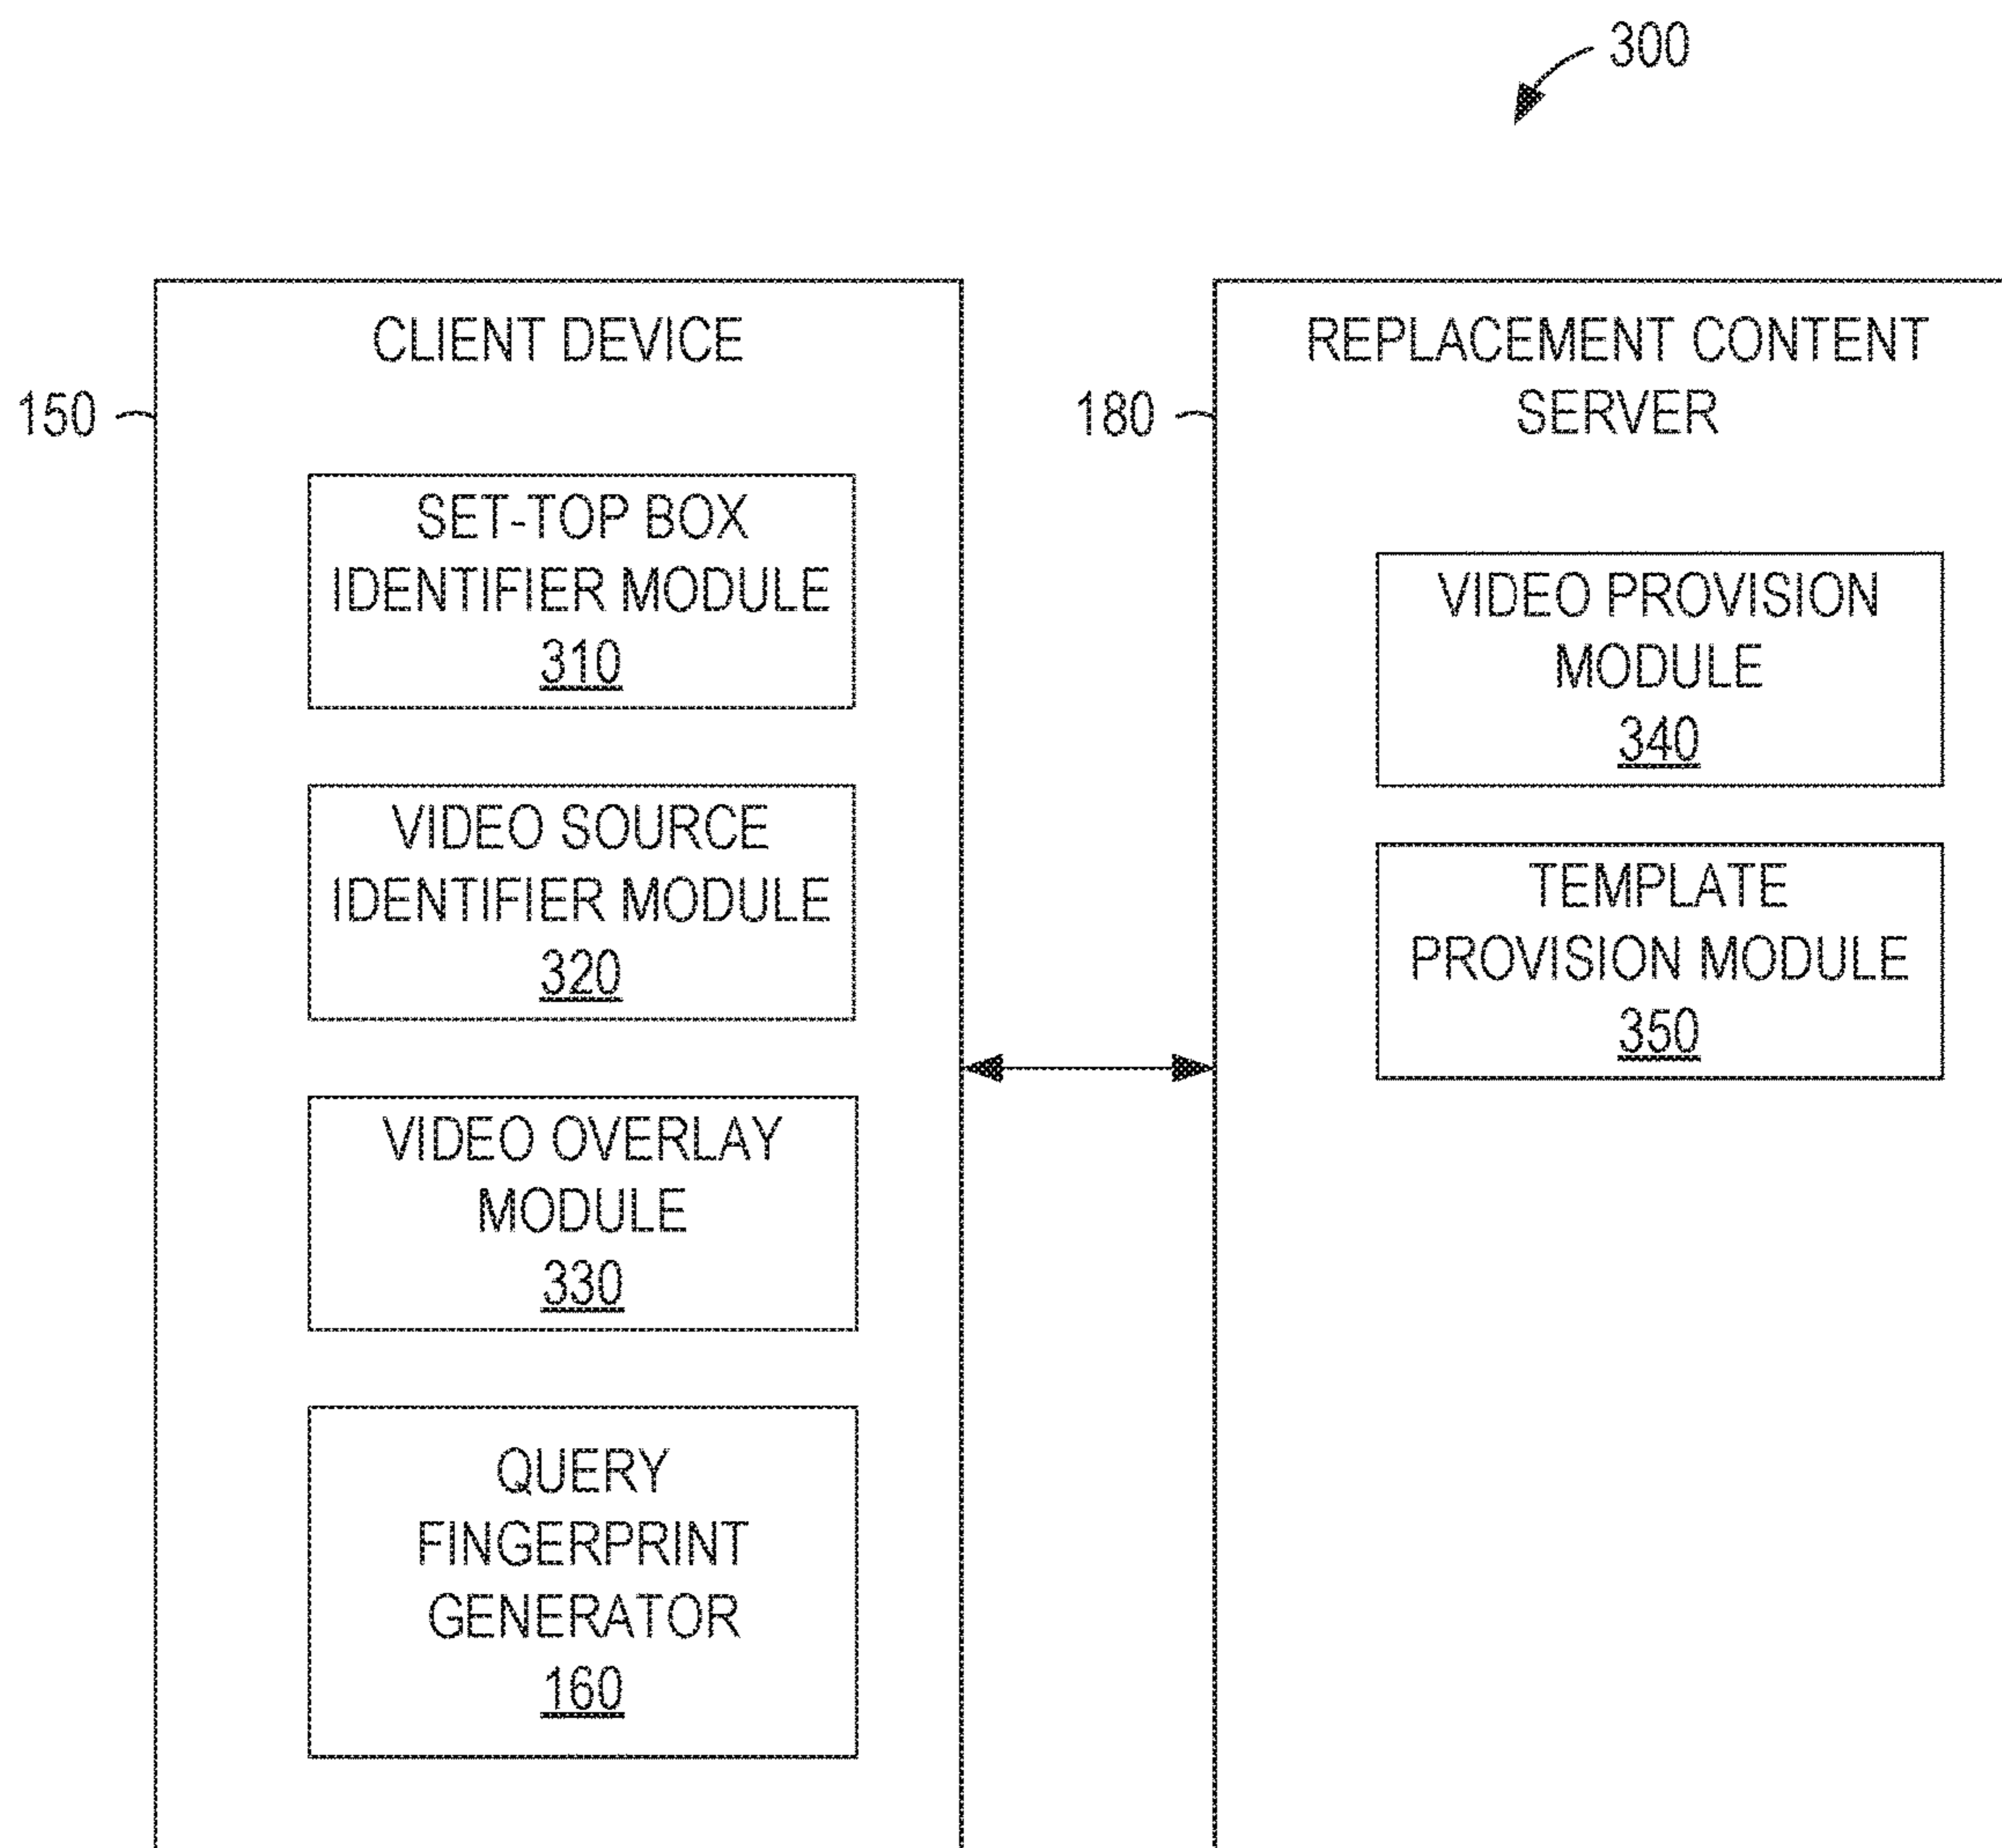 300
CLIENT DEVICE
150
SET-TOP BOX
IDENTIFIER MODULE
310
VIDEO SOURCE
IDENTIFIER MODULE
320
VIDEO OVERLAY
MODULE
330
QUERY
FINGERPRINT
GENERATOR
160
REPLACEMENT CONTENT
SERVER
180
VIDEO PROVISION
MODULE
340
TEMPLATE
PROVISION MODULE
350